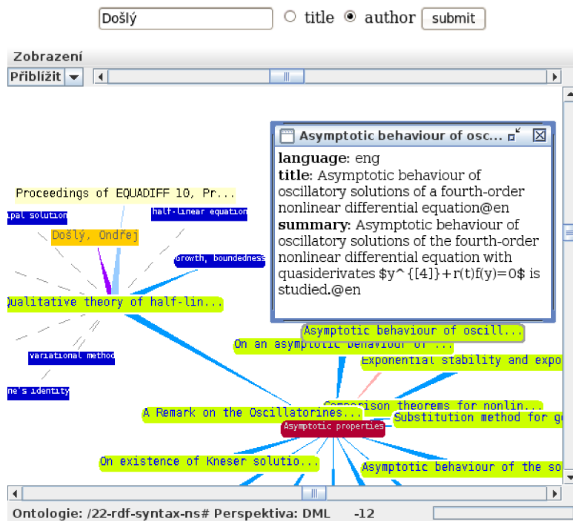 Došlý title author submit
Zobrazení
Přiblížit
Asymptotic behaviour of osc...
language: eng
title: Asymptotic behaviour of
oscillatory solutions of a fourth-order
nonlinear differential equation@en
summary: Asymptotic behaviour of
oscillatory solutions of the fourth-order
nonlinear differential equation with
quasiderivates $y^{[4]}+r(t)f(y)=0$ is
studied.@en
Proceedings of EQUADIFF 10, Pr...
solution
half-linear equation
Došlý, Ondřej
Growth, boundedness
Qualitative theory of half-lin...
Asymptotic behaviour of oscill...
On an asymptotic behaviour of ...
variational method
Exponential stability and expo
identity
Comparison theorems for nonlin...
A Remark on the Oscillatorines...
Substitution method for
Asymptotic properties
On existence of Kneser solutio...
Asymptotic behaviour of the so
Ontologie: /22-rdf-syntax-ns# Perspektiva: DML -12